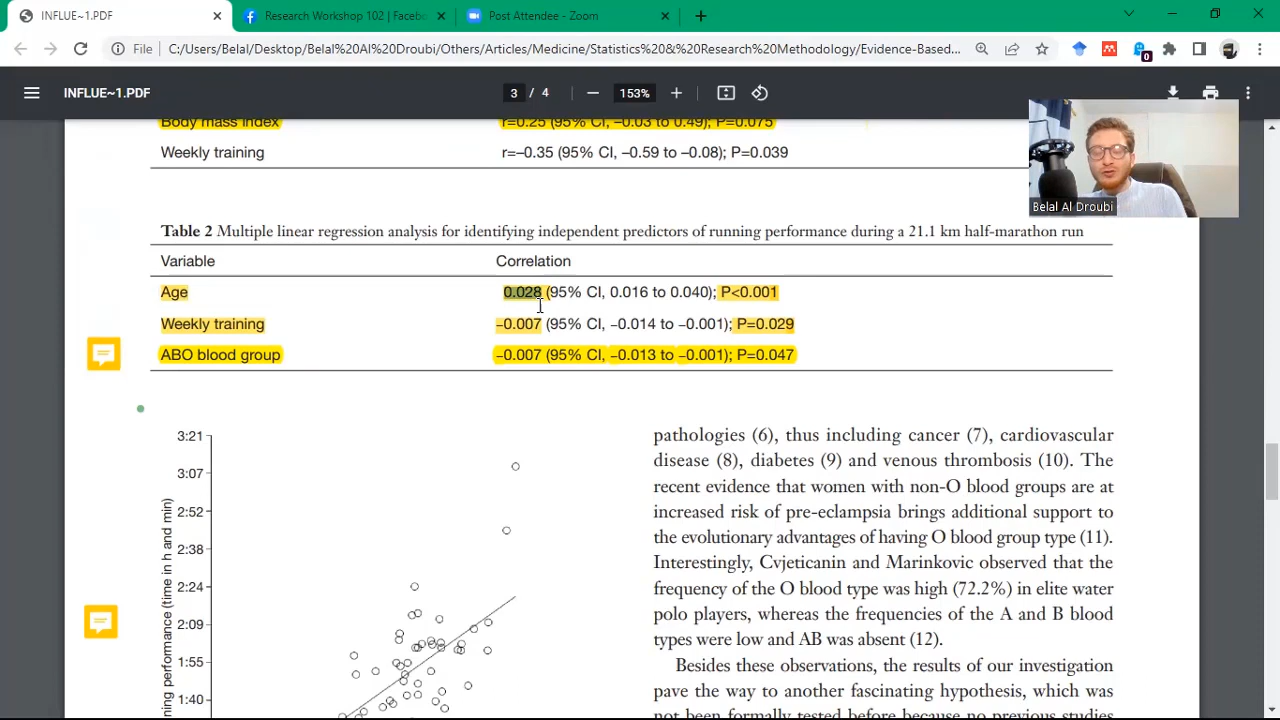 INFLUE~1.PDF
Research Workshop 102 | Facebo
Post Attendee - Zoom
File
C:/Users/Belal/Desktop/Belal%20Al%20Droubi/Others/Articles/Medicine/Statistics%20&%20Research%20Methodology/Evidence-Based...
0
INFLUE~1.PDF
3 / 4
153%
Body mass index r=0.25 (95% CI, −0.03 to 0.49); P=0.075
Weekly training r=−0.35 (95% CI, −0.59 to −0.08); P=0.039
Belal Al Droubi
Table 2 Multiple linear regression analysis for identifying independent predictors of running performance during a 21.1 km half-marathon run
Variable Correlation
Age 0.028 (95% CI, 0.016 to 0.040); P<0.001
Weekly training −0.007 (95% CI, −0.014 to −0.001); P=0.029
ABO blood group −0.007 (95% CI, −0.013 to −0.001); P=0.047
3:21
3:07
2:52
2:38
2:24
2:09
1:55
1:40
performance (time in h and min)
pathologies (6), thus including cancer (7), cardiovascular
disease (8), diabetes (9) and venous thrombosis (10). The
recent evidence that women with non-O blood groups are at
increased risk of pre-eclampsia brings additional support to
the evolutionary advantages of having O blood group type (11).
Interestingly, Cvjeticanin and Marinkovic observed that the
frequency of the O blood type was high (72.2%) in elite water
polo players, whereas the frequencies of the A and B blood
types were low and AB was absent (12).
Besides these observations, the results of our investigation
pave the way to another fascinating hypothesis, which was
not been formally tested before because no previous studies